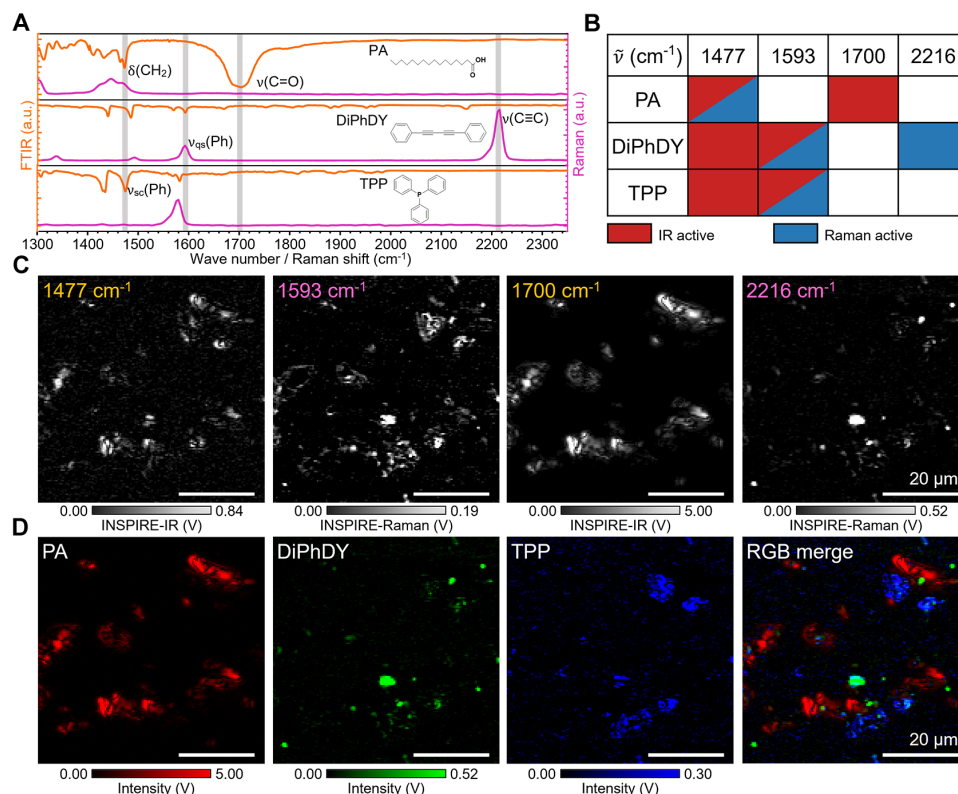 A
FTIR (a.u.)
Raman (a.u.)
PA
OH
O
δ(CH₂)
ν(C=O)
DiPhDY
ν(C≡C)
νqs(Ph)
TPP
P
νsc(Ph)
1300 1400 1500 1600 1700 1800 1900 2000 2100 2200 2300
Wave number / Raman shift (cm⁻¹)
B
ṽ (cm⁻¹) 1477 1593 1700 2216
PA
DiPhDY
TPP
IR active Raman active
C
1477 cm⁻¹ 1593 cm⁻¹ 1700 cm⁻¹ 2216 cm⁻¹
20 μm
0.00 0.84 0.00 0.19 0.00 5.00 0.00 0.52
INSPIRE-IR (V) INSPIRE-Raman (V) INSPIRE-IR (V) INSPIRE-Raman (V)
D
PA DiPhDY TPP RGB merge
20 μm
0.00 5.00 0.00 0.52 0.00 0.30
Intensity (V) Intensity (V) Intensity (V)